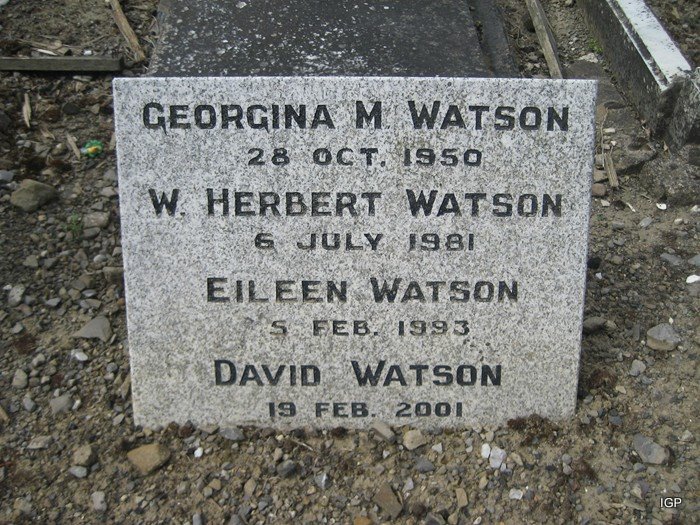 GEORGINA M. WATSON
28 OCT. 1950
W. HERBERT WATSON
6 JULY 1981
EILEEN WATSON
5 FEB. 1993
DAVID WATSON
19 FEB. 2001
IGP